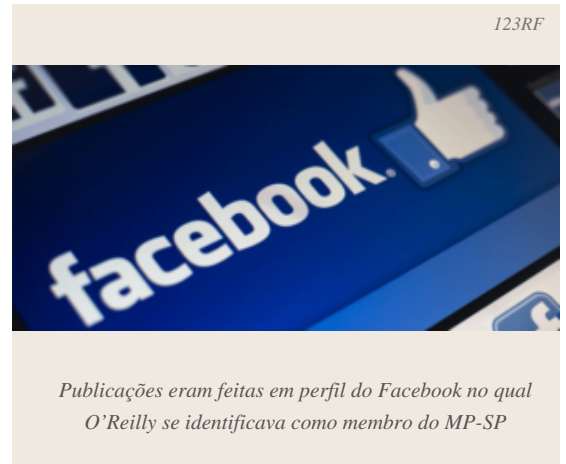 123RF
facebook.
Publicações eram feitas em perfil do Facebook no qual
O’Reilly se identificava como membro do MP-SP